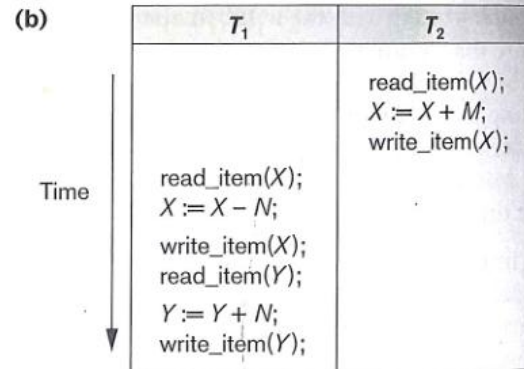 (b)
T1 T2
read_item(X);
X := X + M;
write_item(X);
Time
read_item(X);
X := X − N;
write_item(X);
read_item(Y);
Y := Y + N;
write_item(Y);